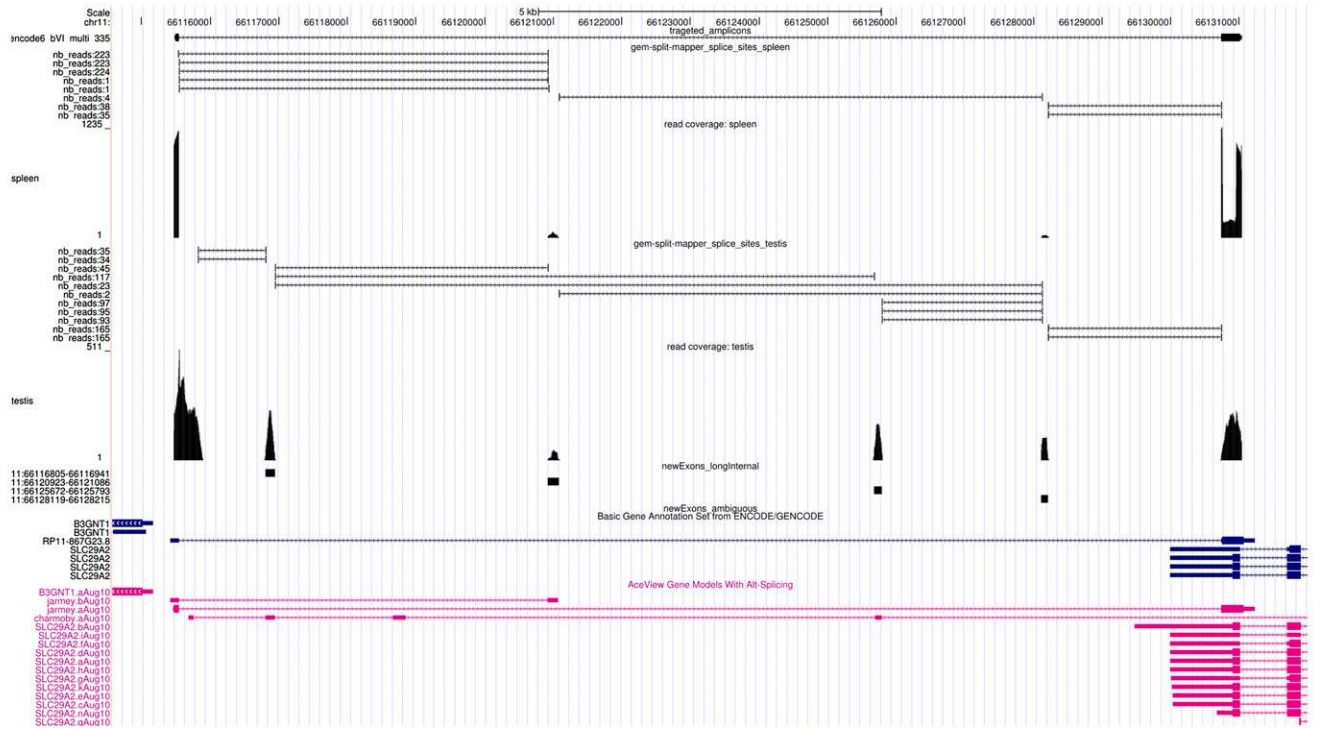 Scale 5 kb
chr11: 66116000 66117000 66118000 66119000 66120000 66121000 66122000 66123000 66124000 66125000 66126000 66127000 66128000 66129000 66130000 66131000
trageted_amplicons
encode6_bVI_multi_335
gem-split-mapper_splice_sites_spleen
nb_reads:223
nb_reads:223
nb_reads:224
nb_reads:1
nb_reads:1
nb_reads:4
nb_reads:38
nb_reads:35
read coverage: spleen
1235
spleen
1
gem-split-mapper_splice_sites_testis
nb_reads:35
nb_reads:34
nb_reads:45
nb_reads:117
nb_reads:23
nb_reads:2
nb_reads:97
nb_reads:95
nb_reads:93
nb_reads:165
nb_reads:165
read coverage: testis
511
testis
1
newExons_longInternal
11:66116805-66116941
11:66120923-66121086
11:66125672-66125793
11:66128119-66128215
newExons_ambiguous
Basic Gene Annotation Set from ENCODE/GENCODE
B3GNT1
B3GNT1
RP11-867G23.8
SLC29A2
SLC29A2
SLC29A2
SLC29A2
AceView Gene Models With Alt-Splicing
B3GNT1.aAug10
jarmey.bAug10
jarmey.aAug10
charmoby.aAug10
SLC29A2.bAug10
SLC29A2.iAug10
SLC29A2.fAug10
SLC29A2.dAug10
SLC29A2.aAug10
SLC29A2.hAug10
SLC29A2.gAug10
SLC29A2.kAug10
SLC29A2.eAug10
SLC29A2.cAug10
SLC29A2.nAug10
SLC29A2.qAug10